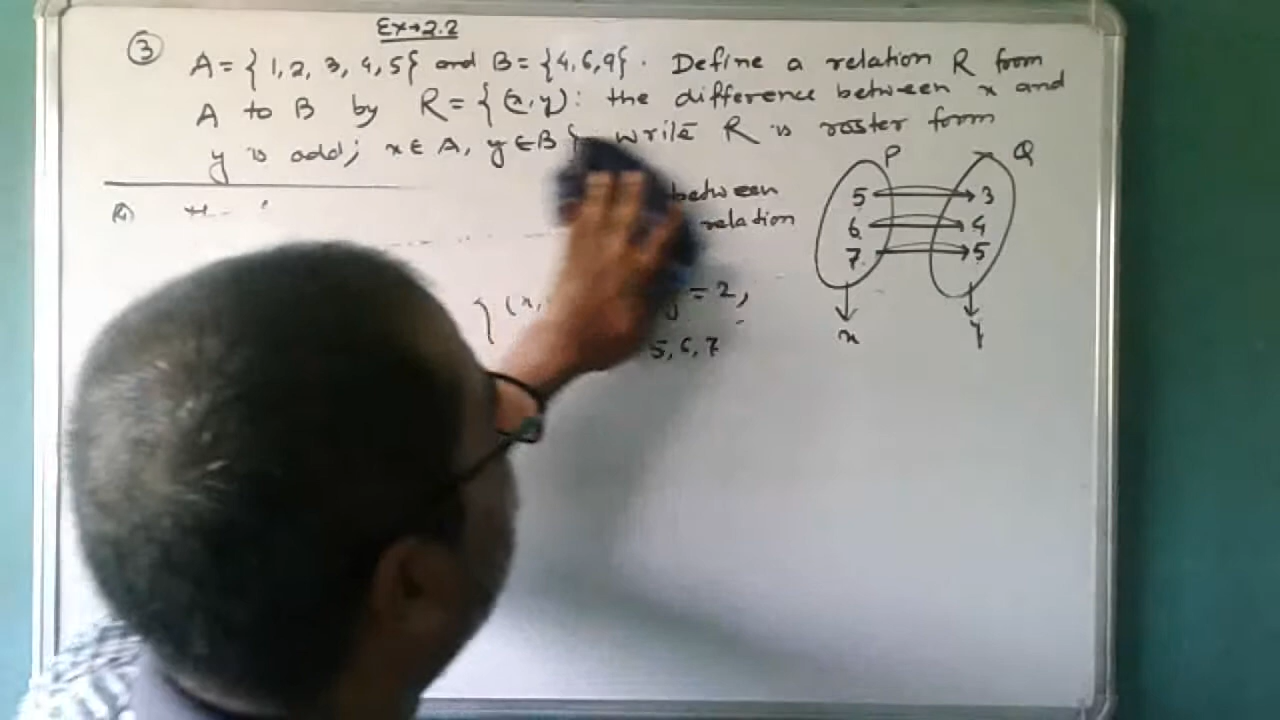 Ex→2.2
③ A = { 1, 2, 3, 4, 5} and B = {4, 6, 9} . Define a relation R from
A to B by R = { (x, y) : the difference between x and
y is odd; x ∈ A, y ∈ B } write R is roster form
P Q
between
relation
5 3
6 4
7 5
{ (x, y = 2,
5, 6, 7
x y